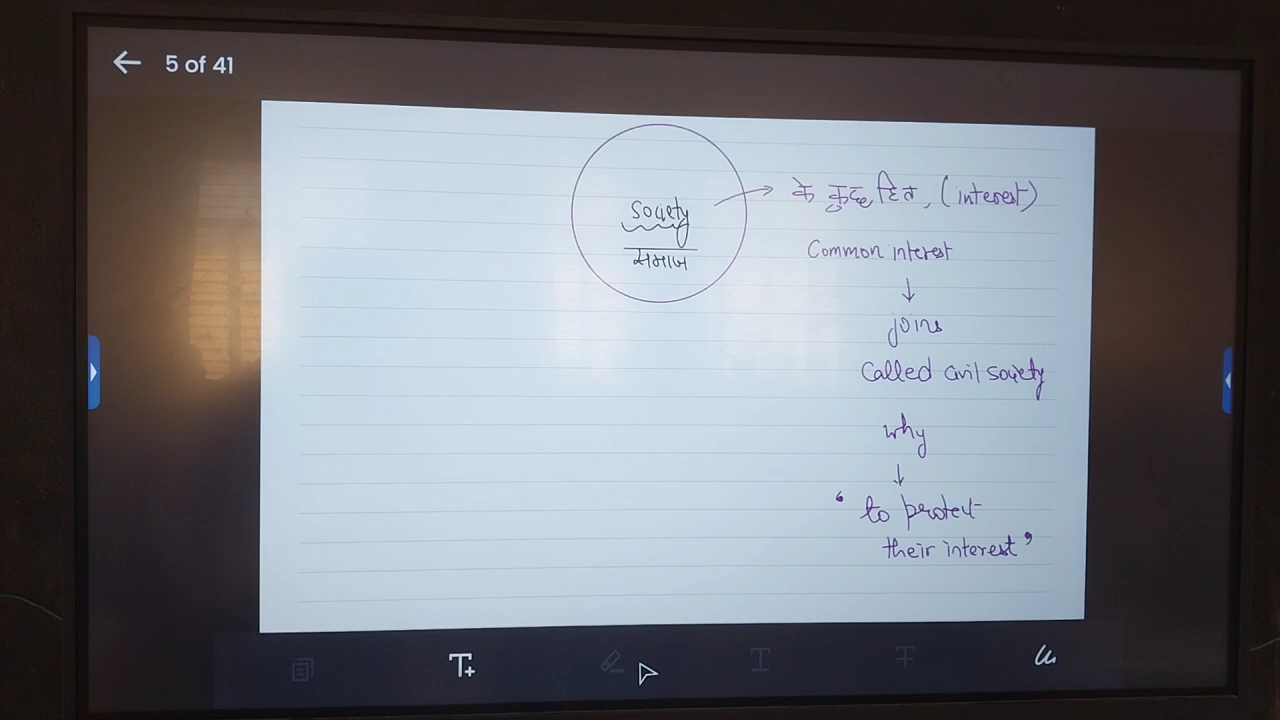 5 of 41
society
समाज
के कुछ हित, (interest)
Common interest
↓
joins
Called civil society
why
↓
‘ to protect
their interest ’